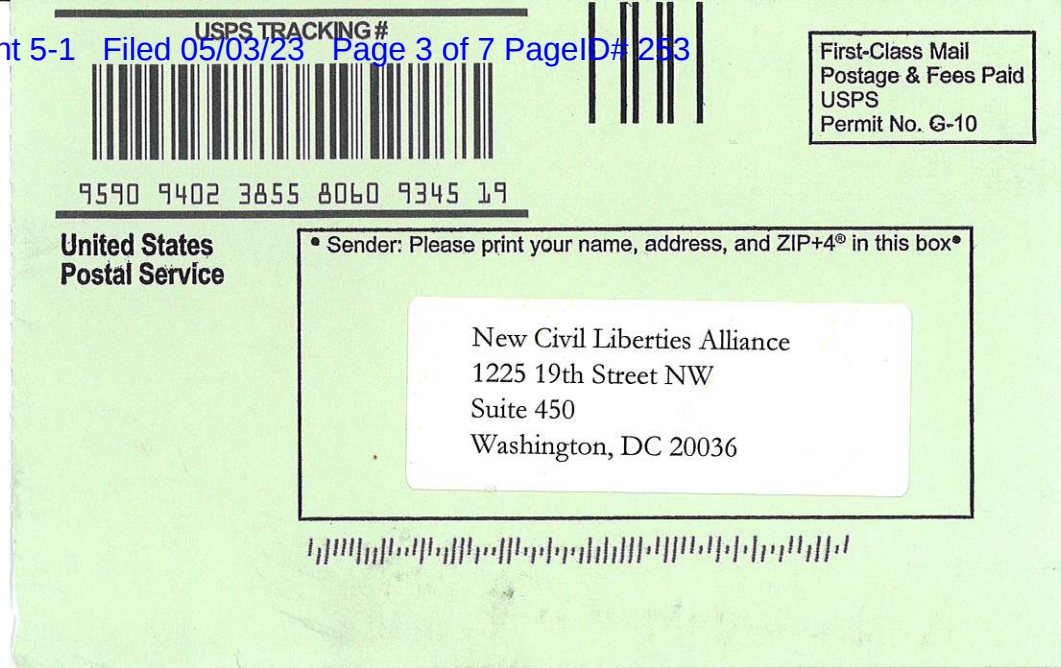 USPS TRACKING #
nt 5-1 Filed 05/03/23 Page 3 of 7 PageID# 253
First-Class Mail
Postage & Fees Paid
USPS
Permit No. G-10
9590 9402 3855 8060 9345 19
United States
Postal Service
• Sender: Please print your name, address, and ZIP+4® in this box•
New Civil Liberties Alliance
1225 19th Street NW
Suite 450
Washington, DC 20036